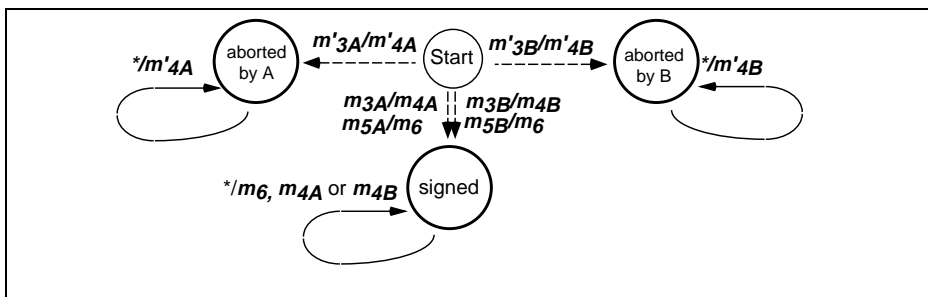 aborted by A
m'3A/m'4A
Start
m'3B/m'4B
aborted by B
*/m'4A
*/m'4B
m3A/m4A
m5A/m6
m3B/m4B
m5B/m6
*/m6, m4A or m4B
signed